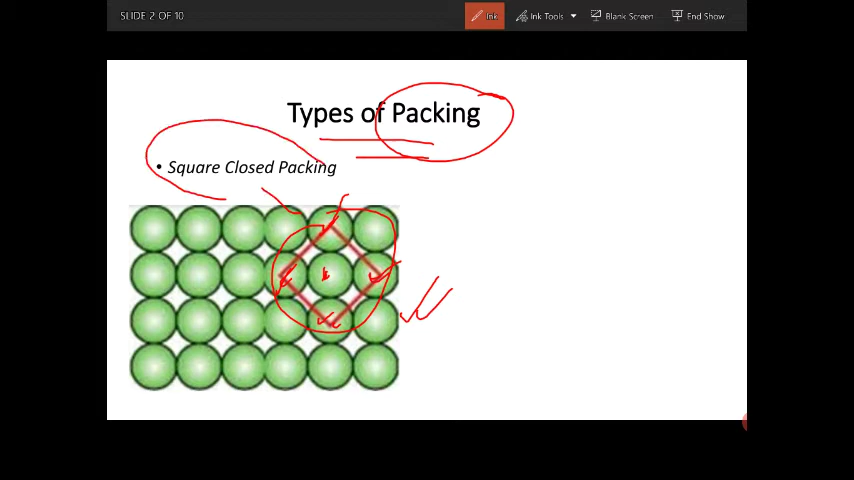 SLIDE 2 OF 10
Ink Ink Tools Blank Screen End Show
Types of Packing
• Square Closed Packing